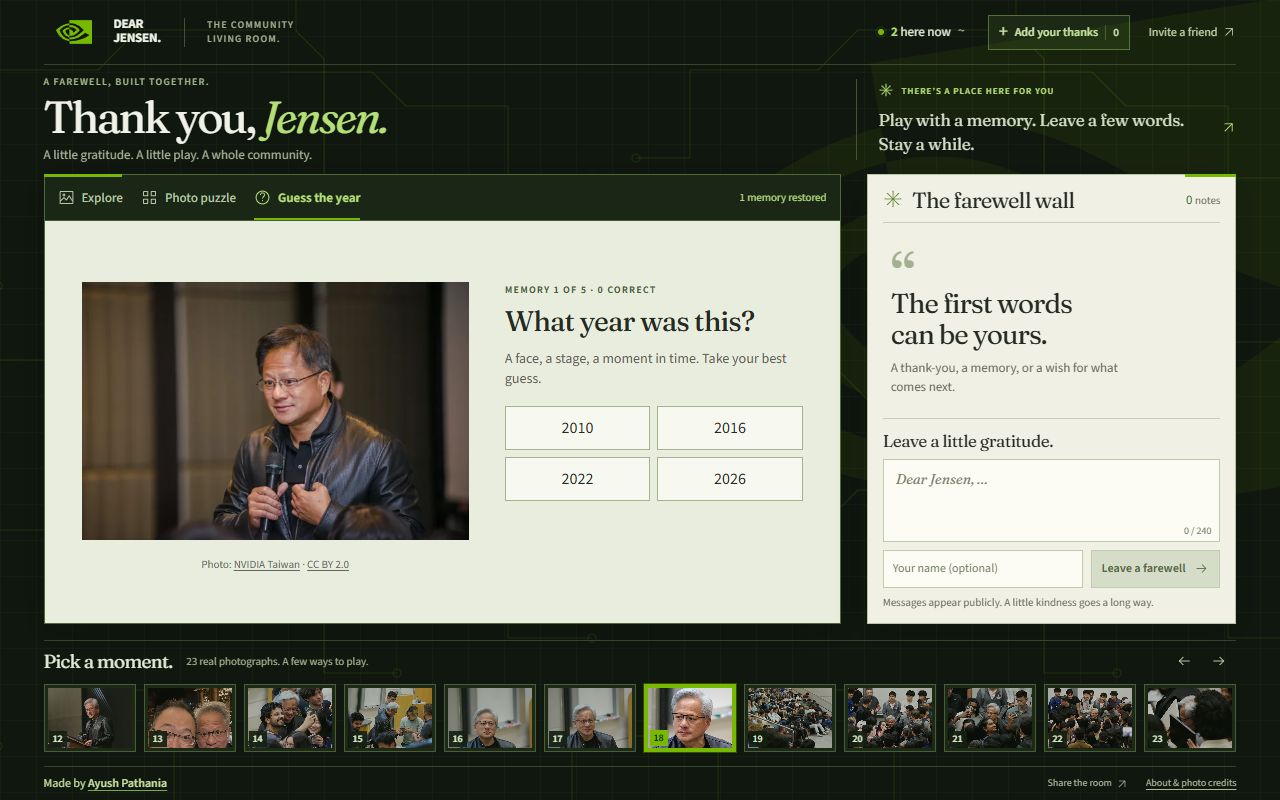 DEAR
JENSEN.
THE COMMUNITY
LIVING ROOM.
2 here now ~
+ Add your thanks 0
Invite a friend
A FAREWELL, BUILT TOGETHER.
Thank you, Jensen.
A little gratitude. A little play. A whole community.
THERE'S A PLACE HERE FOR YOU
Play with a memory. Leave a few words.
Stay a while.
Explore
Photo puzzle
Guess the year
1 memory restored
MEMORY 1 OF 5 · 0 CORRECT
What year was this?
A face, a stage, a moment in time. Take your best
guess.
2010
2016
2022
2026
Photo: NVIDIA Taiwan · CC BY 2.0
The farewell wall
0 notes
“
The first words
can be yours.
A thank-you, a memory, or a wish for what
comes next.
Leave a little gratitude.
Dear Jensen, ...
0 / 240
Your name (optional)
Leave a farewell →
Messages appear publicly. A little kindness goes a long way.
Pick a moment.
23 real photographs. A few ways to play.
← →
12
13
14
15
16
17
18
19
20
21
22
23
Made by Ayush Pathania
Share the room
About & photo credits